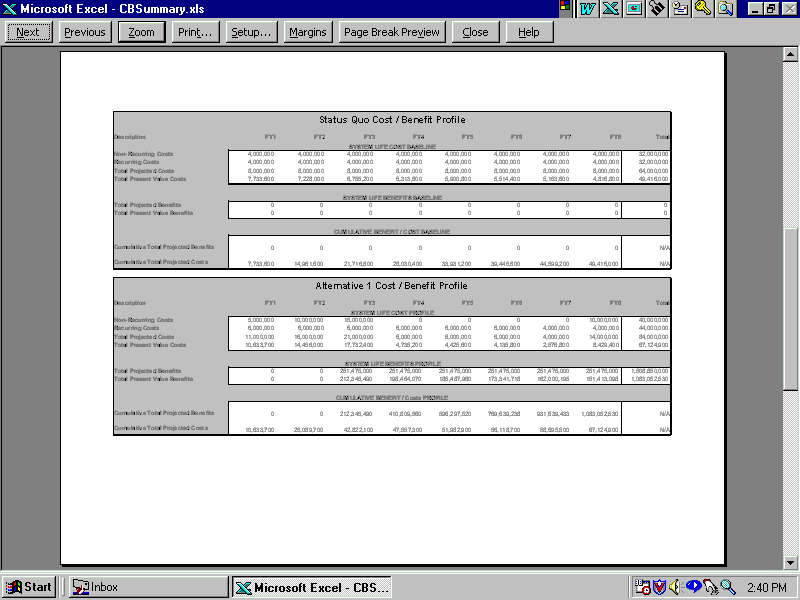 Microsoft Excel - CBSummary.xls
Next Previous Zoom Print... Setup... Margins Page Break Preview Close Help
Status Quo Cost / Benefit Profile
Description FY1 FY2 FY3 FY4 FY5 FY6 FY7 FY8 Total
SYSTEM LIFE COST BASELINE
Non-Recurring Costs 4,000,000 4,000,000 4,000,000 4,000,000 4,000,000 4,000,000 4,000,000 4,000,000 32,000,000
Recurring Costs 4,000,000 4,000,000 4,000,000 4,000,000 4,000,000 4,000,000 4,000,000 4,000,000 32,000,000
Total Projected Costs 8,000,000 8,000,000 8,000,000 8,000,000 8,000,000 8,000,000 8,000,000 8,000,000 64,000,000
Total Present Value Costs 7,733,600 7,228,000 6,755,200 6,313,600 5,900,800 5,514,400 5,153,600 4,816,800 49,416,000
SYSTEM LIFE BENEFITS BASELINE
Total Projected Benefits 0 0 0 0 0 0 0 0 0
Total Present Value Benefits 0 0 0 0 0 0 0 0 0
CUMULATIVE BENEFIT / COST BASELINE
Cumulative Total Projected Benefits 0 0 0 0 0 0 0 0 N/A
Cumulative Total Projected Costs 7,733,600 14,961,600 21,716,800 28,030,400 33,931,200 39,445,600 44,599,200 49,416,000 N/A
Alternative 1 Cost / Benefit Profile
Description FY1 FY2 FY3 FY4 FY5 FY6 FY7 FY8 Total
SYSTEM LIFE COST PROFILE
Non-Recurring Costs 5,000,000 10,000,000 15,000,000 0 0 0 0 10,000,000 40,000,000
Recurring Costs 6,000,000 6,000,000 6,000,000 6,000,000 6,000,000 6,000,000 4,000,000 4,000,000 44,000,000
Total Projected Costs 11,000,000 16,000,000 21,000,000 6,000,000 6,000,000 6,000,000 4,000,000 14,000,000 84,000,000
Total Present Value Costs 10,633,700 14,456,000 17,732,400 4,735,200 4,425,600 4,135,800 2,576,800 8,429,400 67,124,900
SYSTEM LIFE BENEFITS PROFILE
Total Projected Benefits 0 0 251,475,000 251,475,000 251,475,000 251,475,000 251,475,000 251,475,000 1,508,850,000
Total Present Value Benefits 0 0 212,345,490 198,464,070 185,487,960 173,341,718 162,000,195 151,413,098 1,083,052,530
CUMULATIVE BENEFIT / Costs PROFILE
Cumulative Total Projected Benefits 0 0 212,345,490 410,809,560 596,297,520 769,639,238 931,639,433 1,083,052,530 N/A
Cumulative Total Projected Costs 10,633,700 25,089,700 42,822,100 47,557,300 51,982,900 56,118,700 58,695,500 67,124,900 N/A
Start Inbox Microsoft Excel - CBS... 2:40 PM